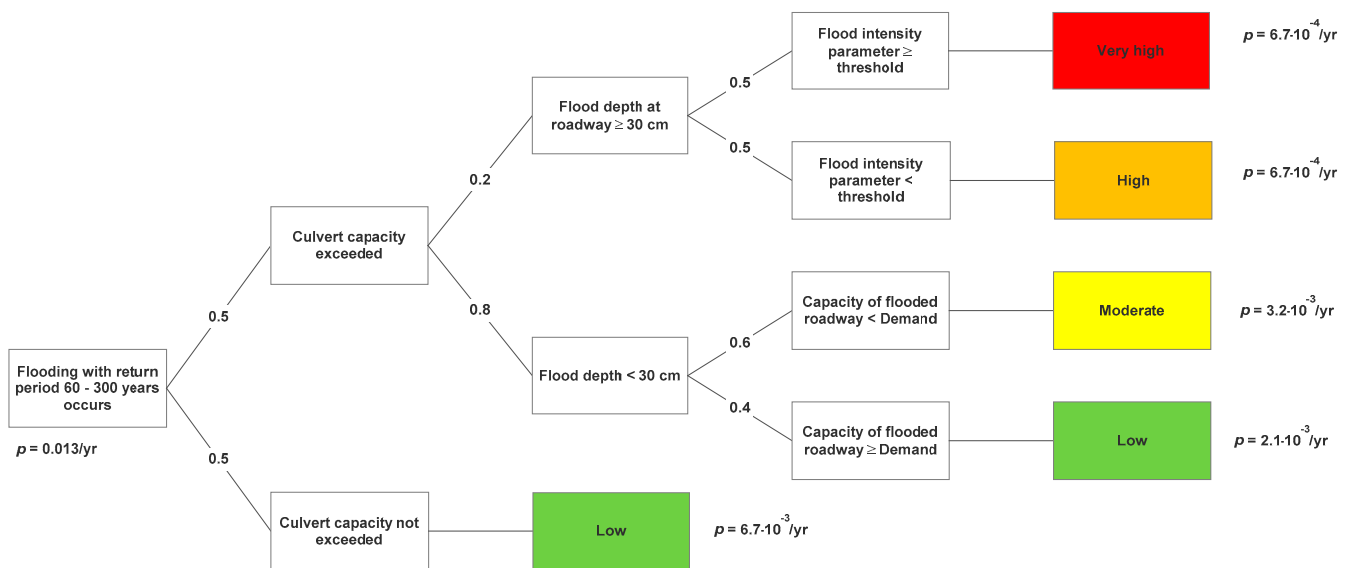 Flood intensity
parameter ≥
threshold
Very high
p = 6.7·10⁻⁴/yr
0.5
Flood depth at
roadway ≥ 30 cm
0.5
Flood intensity
parameter <
threshold
High
p = 6.7·10⁻⁴/yr
0.2
Culvert capacity
exceeded
0.8
0.5
Capacity of flooded
roadway < Demand
Moderate
p = 3.2·10⁻³/yr
0.6
Flooding with return
period 60 - 300 years
occurs
Flood depth < 30 cm
0.4
p = 0.013/yr
0.5
Capacity of flooded
roadway ≥ Demand
Low
p = 2.1·10⁻³/yr
Culvert capacity not
exceeded
Low
p = 6.7·10⁻³/yr